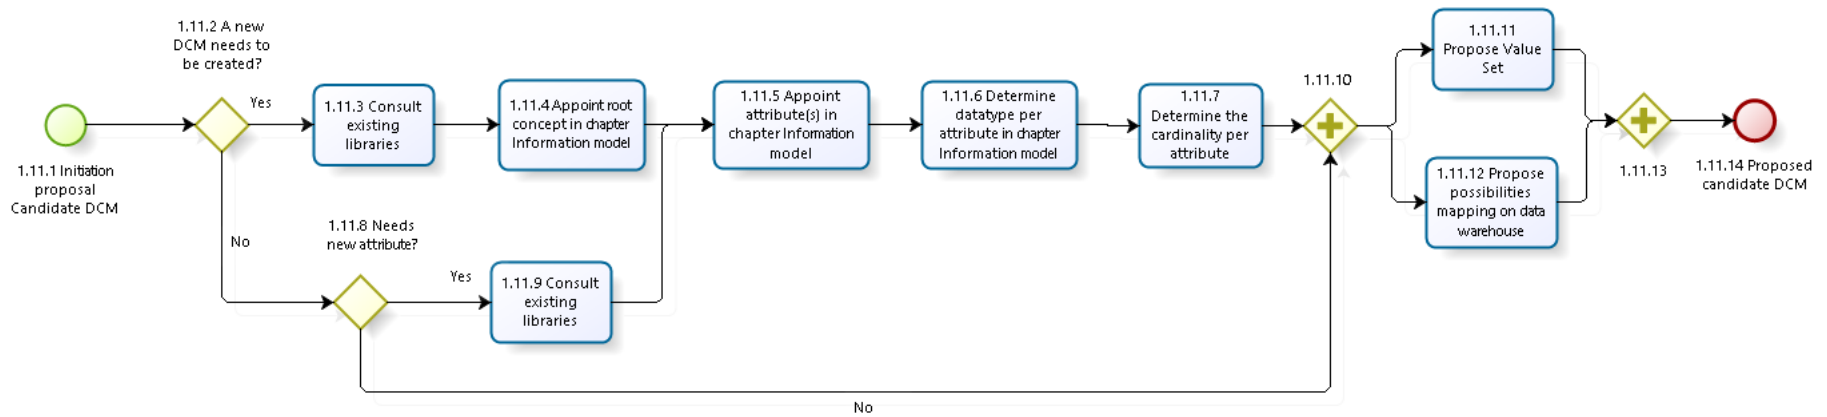 1.11.1 Initiation
proposal
Candidate DCM
1.11.2 A new
DCM needs to
be created?
Yes
No
1.11.3 Consult
existing
libraries
1.11.4 Appoint root
concept in chapter
Information model
1.11.5 Appoint
attribute(s) in
chapter Information
model
1.11.6 Determine
datatype per
attribute in chapter
Information model
1.11.7
Determine the
cardinality per
attribute
1.11.8 Needs
new attribute?
Yes
No
1.11.9 Consult
existing
libraries
1.11.10
1.11.11
Propose Value
Set
1.11.12 Propose
possibilities
mapping on data
warehouse
1.11.13
1.11.14 Proposed
candidate DCM